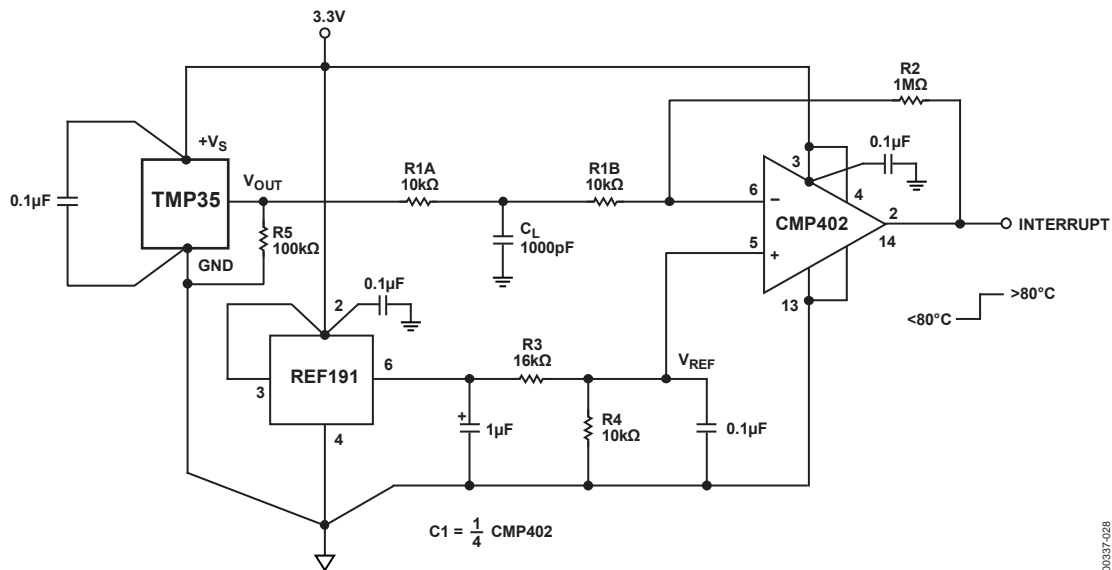 3.3V
R2
1MΩ
+VS
0.1µF
3
R1A
10kΩ
R1B
10kΩ
0.1µF
TMP35
VOUT
6
−
4
CMP402
2
INTERRUPT
R5
100kΩ
CL
1000pF
5
+
14
GND
0.1µF
13
>80°C
<80°C
2
R3
16kΩ
VREF
REF191
6
3
+
1µF
R4
10kΩ
0.1µF
4
C1 = 1/4 CMP402
00337-028